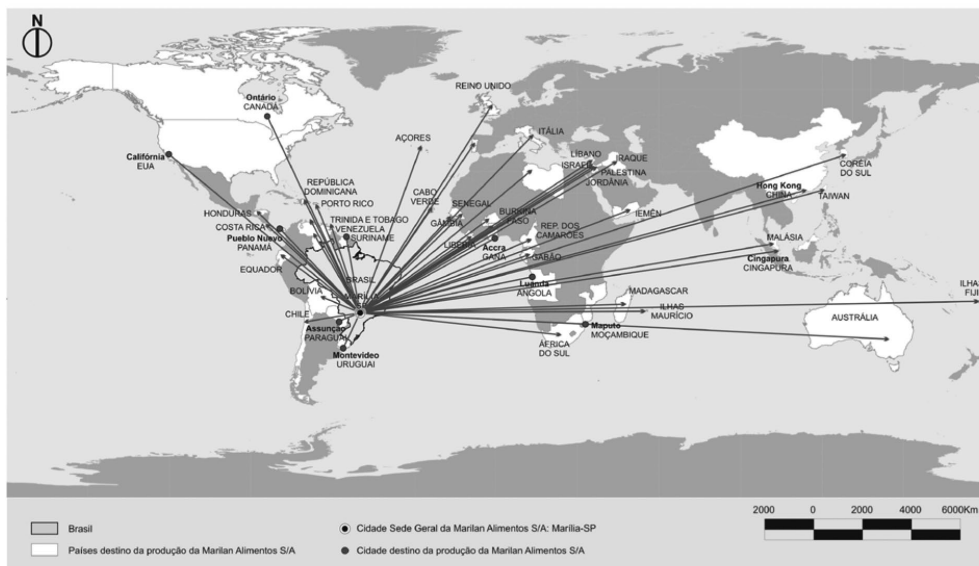 N
REINO UNIDO
Ontário
CANADÁ
AÇORES
ITÁLIA
Califórnia
EUA
LÍBANO
ISRAEL
IRAQUE
PALESTINA
JORDÂNIA
COREIA
DO SUL
REPÚBLICA
DOMINICANA
PORTO RICO
CABO
VERDE
SENEGAL
Hong Kong
CHINA
TAIWAN
HONDURAS
COSTA RICA
TRINIDA E TOBAGO
VENEZUELA
SURINAME
GÂMBIA
BURKINA
FASO
IEMÊN
Pueblo Nuevo
PANAMÁ
LIBÉRIA
Accra
GANA
REP. DOS
CAMARÕES
GABÃO
MALÁSIA
Cingapura
CINGAPURA
EQUADOR
BRASIL
BOLÍVIA
Luanda
ANGOLA
MADAGASCAR
ILHAS
FIJI
CHILE
ILHAS
MAURÍCIO
AUSTRÁLIA
Assunção
PARAGUAI
Maputo
MOÇAMBIQUE
ÁFRICA
DO SUL
Montevideo
URUGUAI
Brasil
Países destino da produção da Marilan Alimentos S/A
Cidade Sede Geral da Marilan Alimentos S/A: Marília-SP
Cidade destino da produção da Marilan Alimentos S/A
2000 0 2000 4000 6000Km